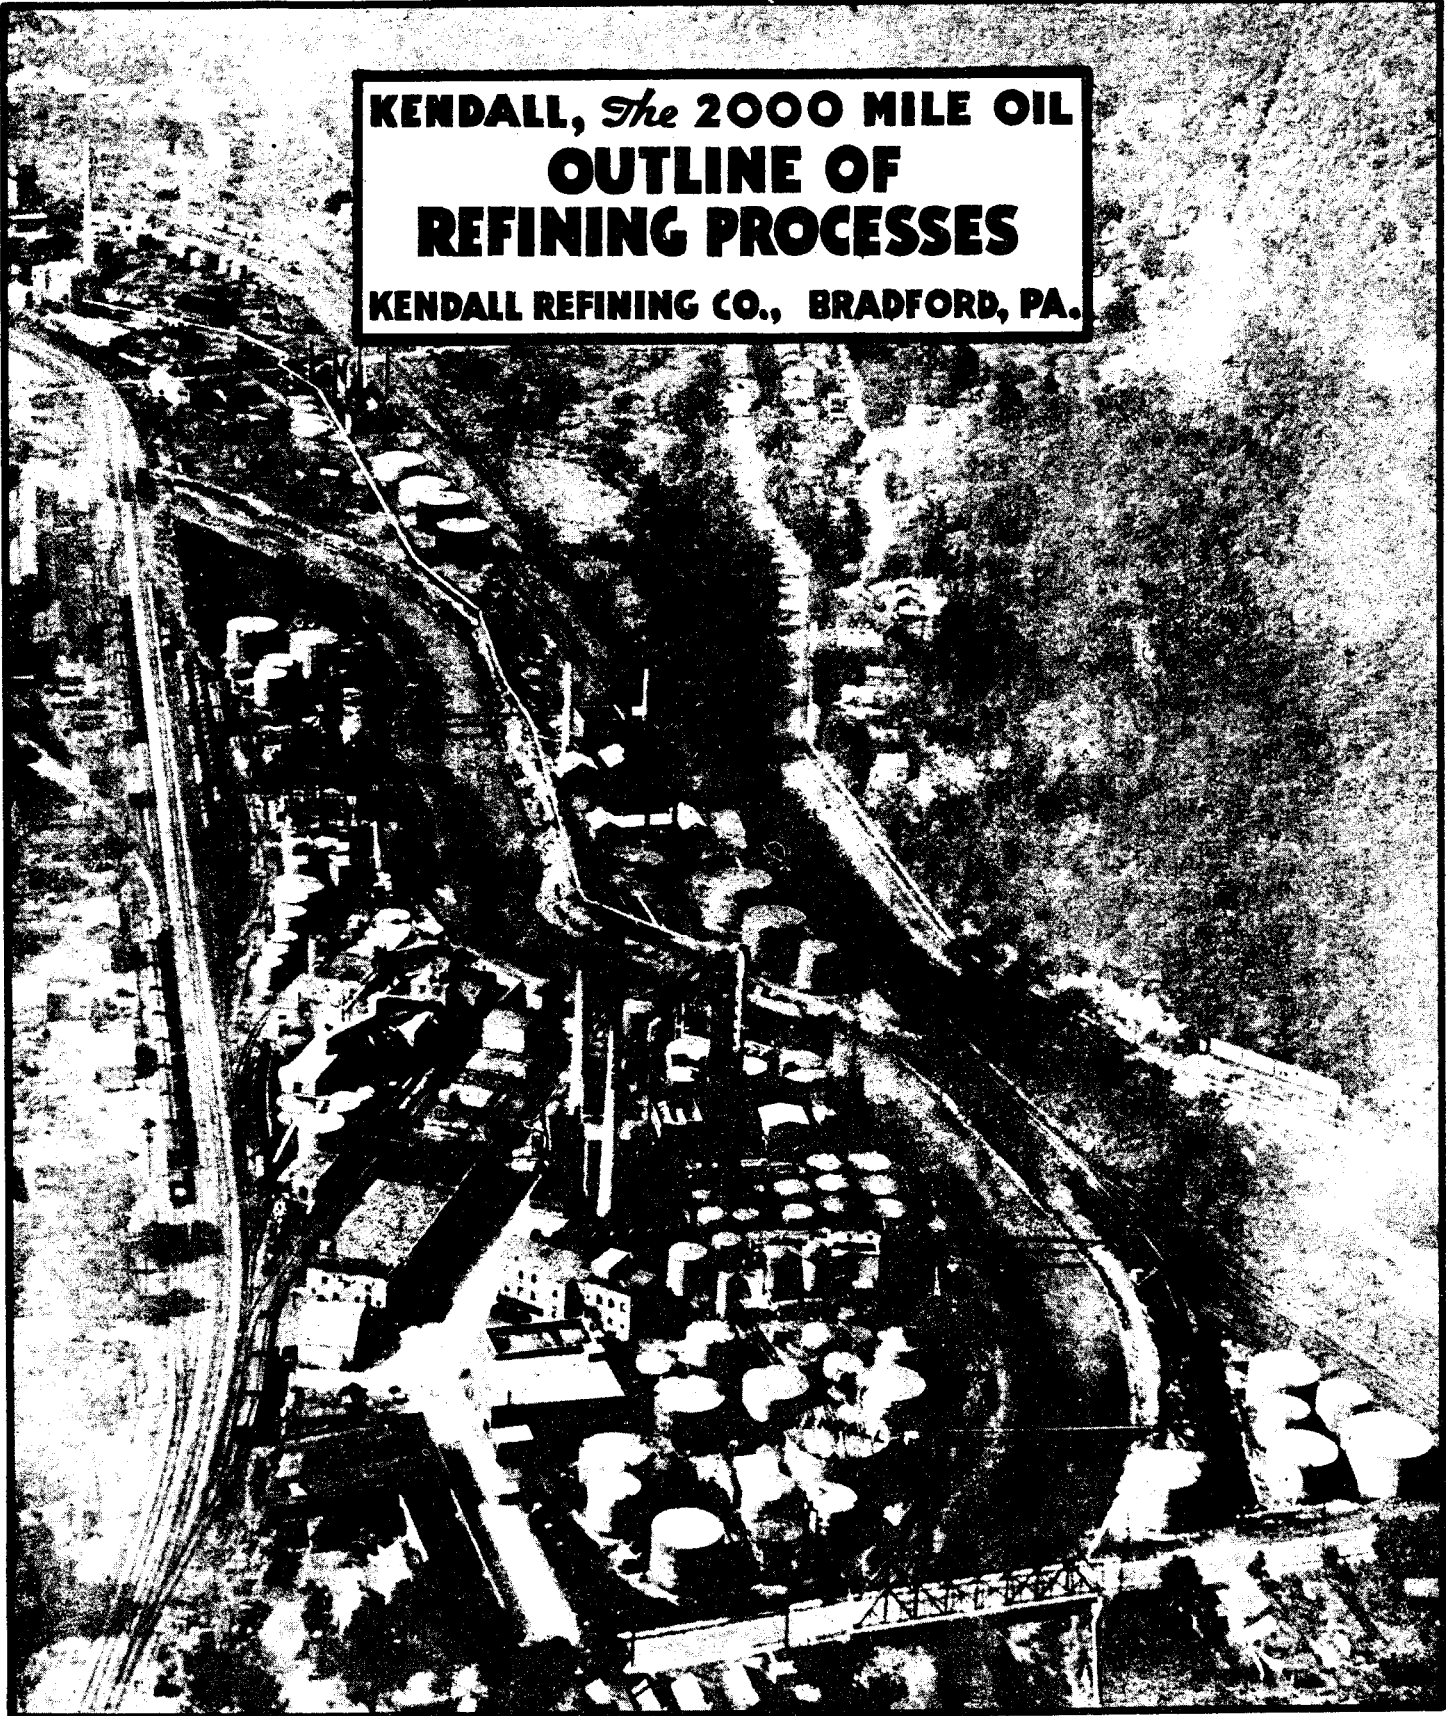 KENDALL, The 2000 MILE OIL
OUTLINE OF
REFINING PROCESSES
KENDALL REFINING CO., BRADFORD, PA.